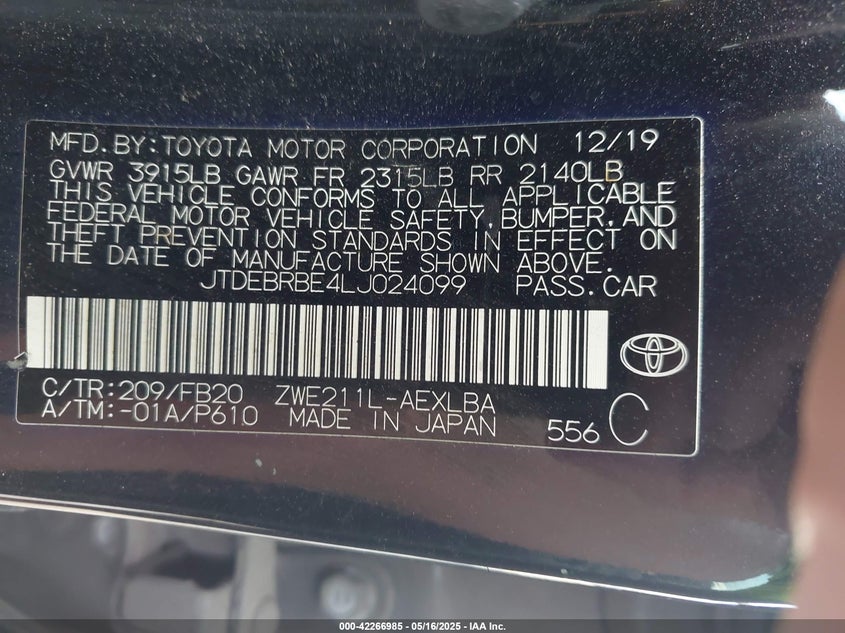 MFD.BY:TOYOTA MOTOR CORPORATION 12/19
GVWR 3915LB GAWR FR 2315LB RR 2140LB
THIS VEHICLE CONFORMS TO ALL APPLICABLE
FEDERAL MOTOR VEHICLE SAFETY,BUMPER,AND
THEFT PREVENTION STANDARDS IN EFFECT ON
THE DATE OF MANUFACTURE SHOWN ABOVE.
JTDEBRBE4LJ024099 PASS.CAR
C/TR:209/FB20 ZWE211L-AEXLBA
A/TM:-01A/P610 MADE IN JAPAN 556 C
000-42266985 - 05/16/2025 - IAA Inc.